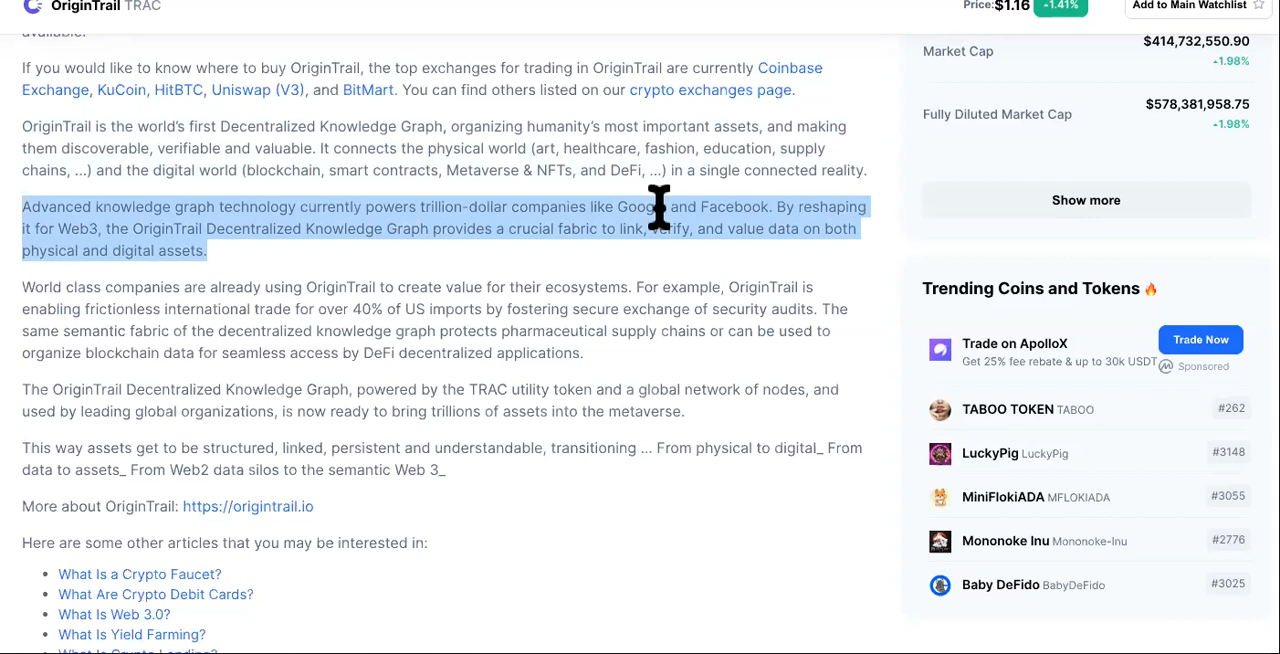 OriginTrail TRAC
Price: $1.16 -1.41%
Add to Main Watchlist
available.
If you would like to know where to buy OriginTrail, the top exchanges for trading in OriginTrail are currently Coinbase
Exchange, KuCoin, HitBTC, Uniswap (V3), and BitMart. You can find others listed on our crypto exchanges page.
OriginTrail is the world's first Decentralized Knowledge Graph, organizing humanity's most important assets, and making
them discoverable, verifiable and valuable. It connects the physical world (art, healthcare, fashion, education, supply
chains, ...) and the digital world (blockchain, smart contracts, Metaverse & NFTs, and DeFi, ...) in a single connected reality.
Advanced knowledge graph technology currently powers trillion-dollar companies like Google and Facebook. By reshaping
it for Web3, the OriginTrail Decentralized Knowledge Graph provides a crucial fabric to link, verify, and value data on both
physical and digital assets.
World class companies are already using OriginTrail to create value for their ecosystems. For example, OriginTrail is
enabling frictionless international trade for over 40% of US imports by fostering secure exchange of security audits. The
same semantic fabric of the decentralized knowledge graph protects pharmaceutical supply chains or can be used to
organize blockchain data for seamless access by DeFi decentralized applications.
The OriginTrail Decentralized Knowledge Graph, powered by the TRAC utility token and a global network of nodes, and
used by leading global organizations, is now ready to bring trillions of assets into the metaverse.
This way assets get to be structured, linked, persistent and understandable, transitioning ... From physical to digital_ From
data to assets_ From Web2 data silos to the semantic Web 3_
More about OriginTrail: https://origintrail.io
Here are some other articles that you may be interested in:
• What Is a Crypto Faucet?
• What Are Crypto Debit Cards?
• What Is Web 3.0?
• What Is Yield Farming?
Market Cap
$414,732,550.90
1.98%
Fully Diluted Market Cap
$578,381,958.75
1.98%
Show more
Trending Coins and Tokens
Trade on ApolloX
Get 25% fee rebate & up to 30k USDT
Trade Now
Sponsored
TABOO TOKEN TABOO #262
LuckyPig LuckyPig #3148
MiniFlokiADA MFLOKIADA #3055
Mononoke Inu Mononoke-Inu #2776
Baby DeFido BabyDeFido #3025